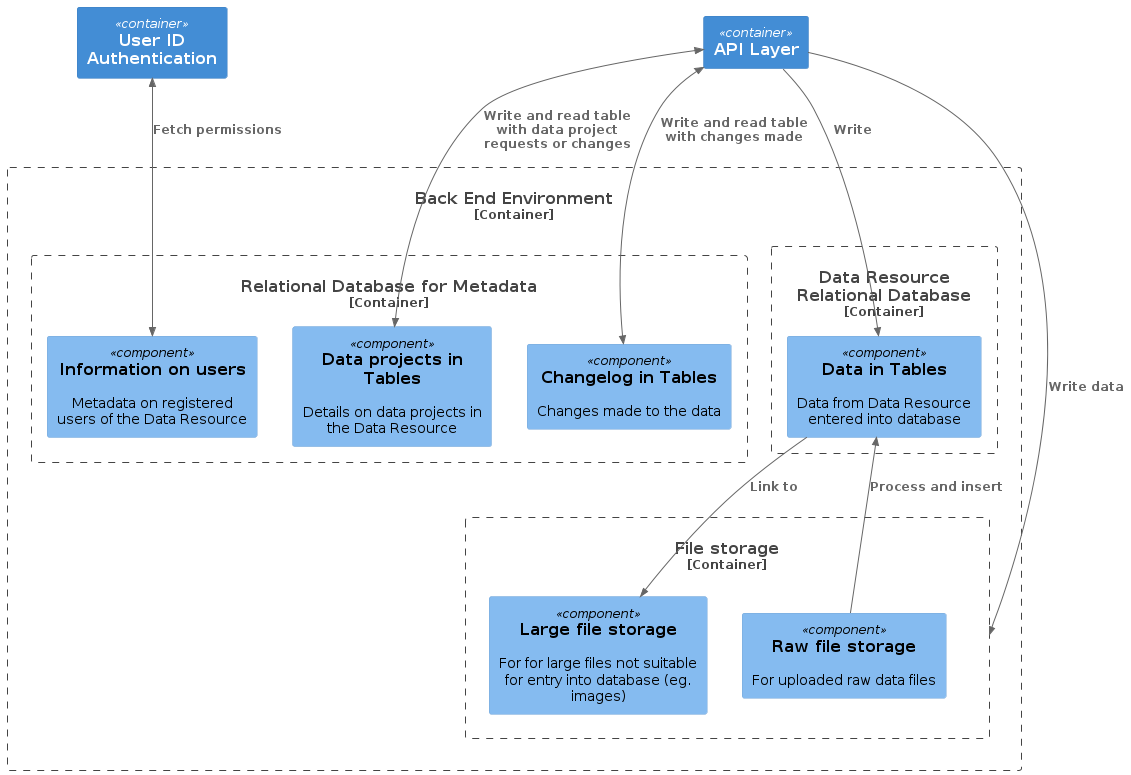 «container»
User ID
Authentication
«container»
API Layer
Fetch permissions
Write and read table
with data project
requests or changes
Write and read table
with changes made
Write
Back End Environment
[Container]
Relational Database for Metadata
[Container]
Data Resource
Relational Database
[Container]
«component»
Information on users
Metadata on registered
users of the Data Resource
«component»
Data projects in
Tables
Details on data projects in
the Data Resource
«component»
Changelog in Tables
Changes made to the data
«component»
Data in Tables
Data from Data Resource
entered into database
Write data
Link to
Process and insert
File storage
[Container]
«component»
Large file storage
For for large files not suitable
for entry into database (eg.
images)
«component»
Raw file storage
For uploaded raw data files